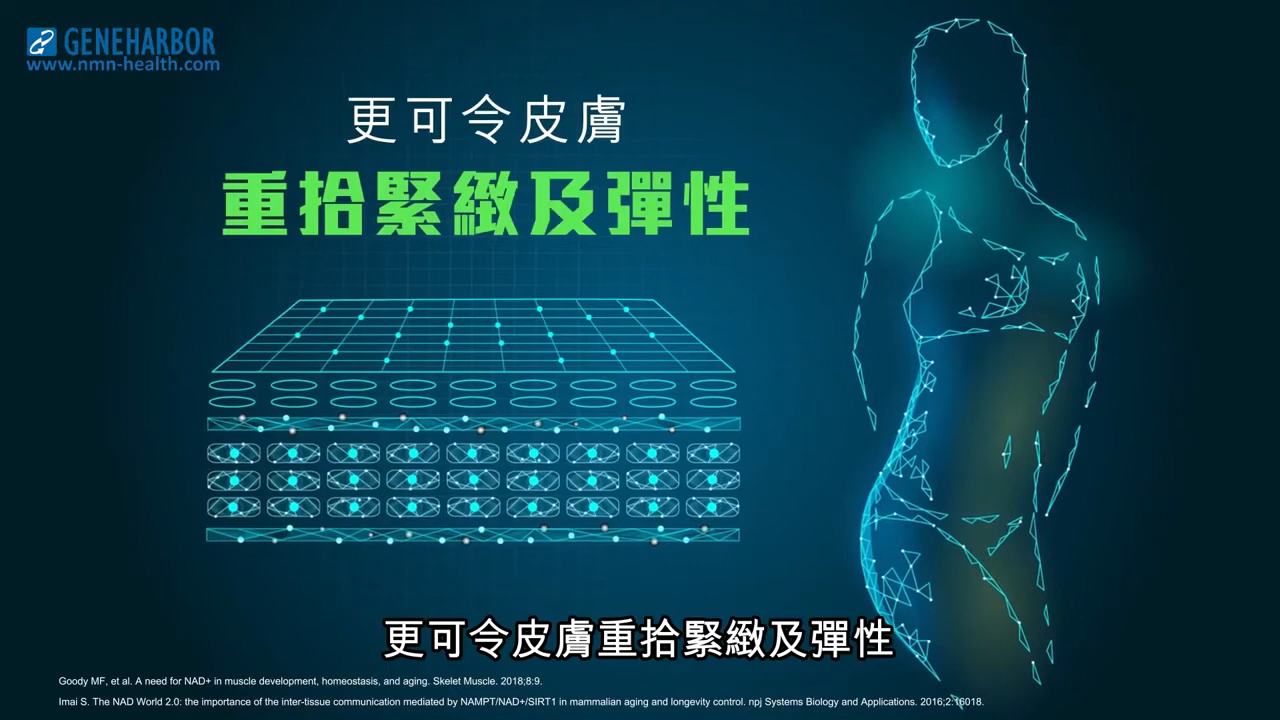 GENEHARBOR
www.nmn-health.com
更可令皮膚
重拾緊緻及彈性
更可令皮膚重拾緊緻及彈性
Goody MF, et al. A need for NAD+ in muscle development, homeostasis, and aging. Skelet Muscle. 2018;8:9.
Imai S. The NAD World 2.0: the importance of the inter-tissue communication mediated by NAMPT/NAD+/SIRT1 in mammalian aging and longevity control. npj Systems Biology and Applications. 2016;2:16018.